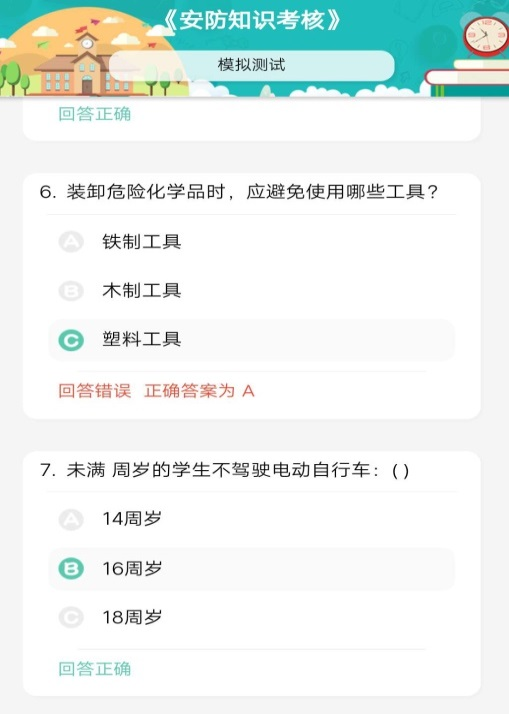 《安防知识考核》
模拟测试
回答正确
6. 装卸危险化学品时，应避免使用哪些工具？
A 铁制工具
B 木制工具
C 塑料工具
回答错误 正确答案为 A
7. 未满 周岁的学生不驾驶电动自行车：( )
A 14周岁
B 16周岁
C 18周岁
回答正确